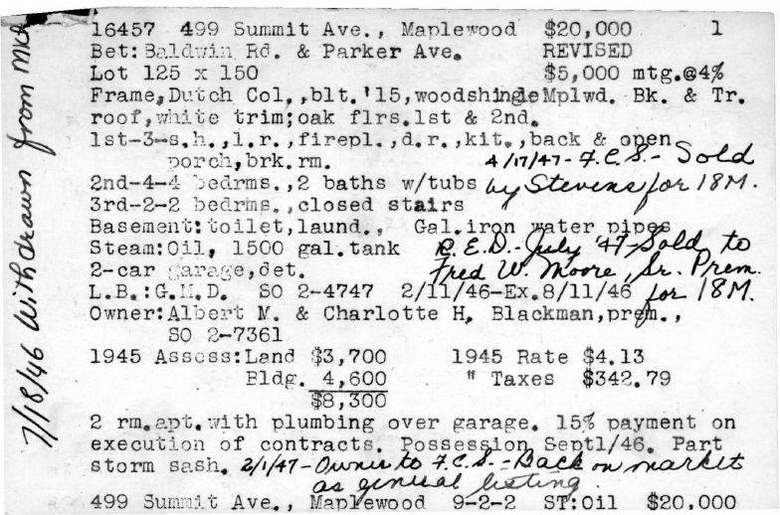 16457 499 Summit Ave., Maplewood $20,000 1
Bet: Baldwin Rd. & Parker Ave. REVISED
Lot 125 x 150 $5,000 mtg.@4%
Frame,Dutch Col.,blt.'15,woodshingle Mplwd. Bk. & Tr.
roof,white trim;oak flrs.1st & 2nd.
1st-3-s.h.,l.r.,firepl.,d.r.,kit.,back & open
porch,brk.rm. 4/17/47 - F.C.S. - Sold
2nd-4-4 bedrms.,2 baths w/tubs by Stevens for 18M.
3rd-2-2 bedrms.,closed stairs
Basement:toilet,laund., Gal.iron water pipes
Steam:Oil, 1500 gal.tank R.E.D. - July '47 - Sold to
2-car garage,det. Fred W. Moore, Sr. Prem.
L.B.:G.M.D. SO 2-4747 2/11/46-Ex.8/11/46 for 18M.
Owner:Albert M. & Charlotte H. Blackman,prem.,
SO 2-7361
1945 Assess:Land $3,700 1945 Rate $4.13
Bldg. 4,600 " Taxes $342.79
$8,300
2 rm.apt.with plumbing over garage. 15% payment on
execution of contracts. Possession Sept1/46. Part
storm sash. 2/1/47 - Owner to F.C.S. - Back on market
as general listing.
499 Summit Ave., Maplewood 9-2-2 ST:Oil $20,000
7/18/46 Withdrawn from